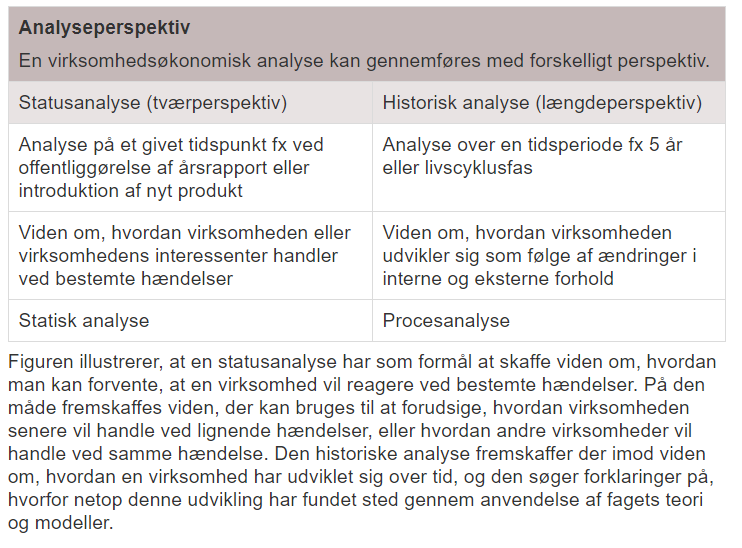 Analyseperspektiv
En virksomhedsøkonomisk analyse kan gennemføres med forskelligt perspektiv.
Statusanalyse (tværperspektiv)
Historisk analyse (længdeperspektiv)
Analyse på et givet tidspunkt fx ved
offentliggørelse af årsrapport eller
introduktion af nyt produkt
Analyse over en tidsperiode fx 5 år
eller livscyklusfas
Viden om, hvordan virksomheden eller
virksomhedens interessenter handler
ved bestemte hændelser
Viden om, hvordan virksomheden
udvikler sig som følge af ændringer i
interne og eksterne forhold
Statisk analyse
Procesanalyse
Figuren illustrerer, at en statusanalyse har som formål at skaffe viden om, hvordan
man kan forvente, at en virksomhed vil reagere ved bestemte hændelser. På den
måde fremskaffes viden, der kan bruges til at forudsige, hvordan virksomheden
senere vil handle ved lignende hændelser, eller hvordan andre virksomheder vil
handle ved samme hændelse. Den historiske analyse fremskaffer der imod viden
om, hvordan en virksomhed har udviklet sig over tid, og den søger forklaringer på,
hvorfor netop denne udvikling har fundet sted gennem anvendelse af fagets teori
og modeller.